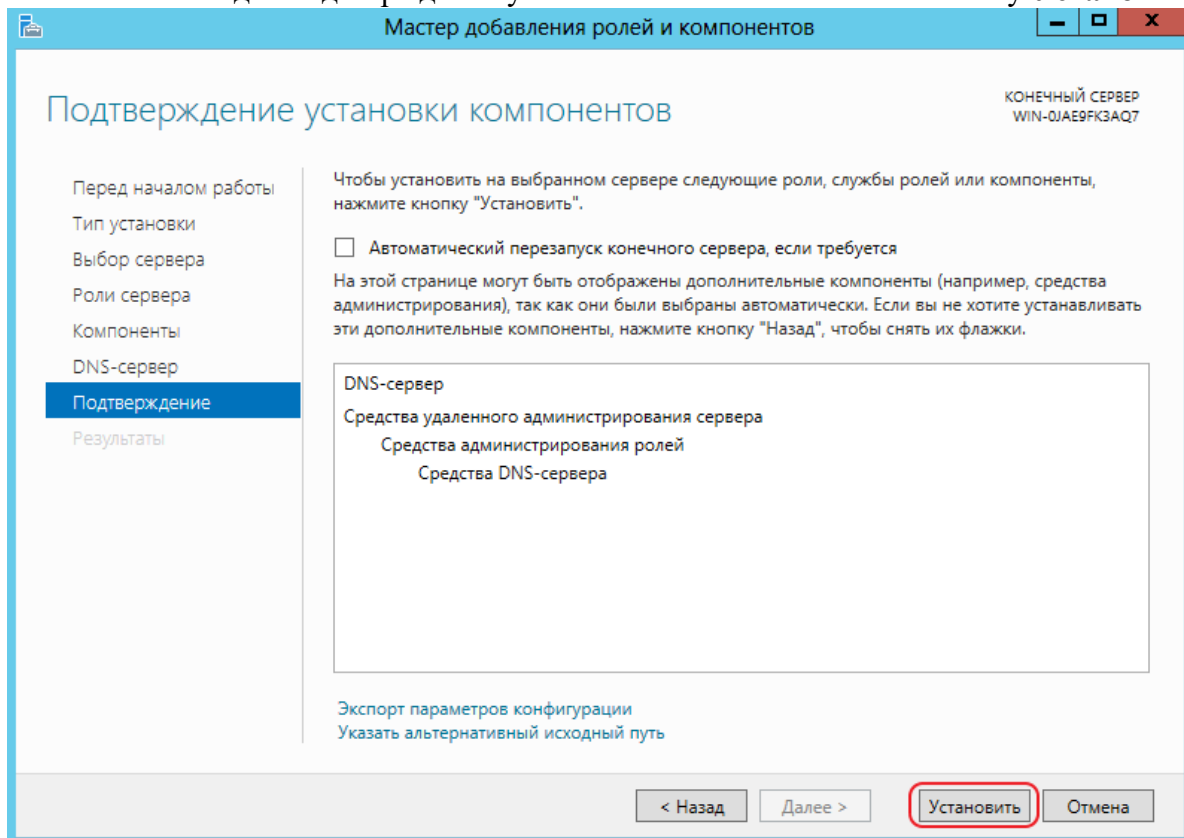 Мастер добавления ролей и компонентов
Подтверждение установки компонентов
КОНЕЧНЫЙ СЕРВЕР
WIN-0JAE9FK3AQ7
Перед началом работы
Тип установки
Выбор сервера
Роли сервера
Компоненты
DNS-сервер
Подтверждение
Результаты
Чтобы установить на выбранном сервере следующие роли, службы ролей или компоненты,
нажмите кнопку "Установить".
Автоматический перезапуск конечного сервера, если требуется
На этой странице могут быть отображены дополнительные компоненты (например, средства
администрирования), так как они были выбраны автоматически. Если вы не хотите устанавливать
эти дополнительные компоненты, нажмите кнопку "Назад", чтобы снять их флажки.
DNS-сервер
Средства удаленного администрирования сервера
Средства администрирования ролей
Средства DNS-сервера
Экспорт параметров конфигурации
Указать альтернативный исходный путь
< Назад
Далее >
Установить
Отмена